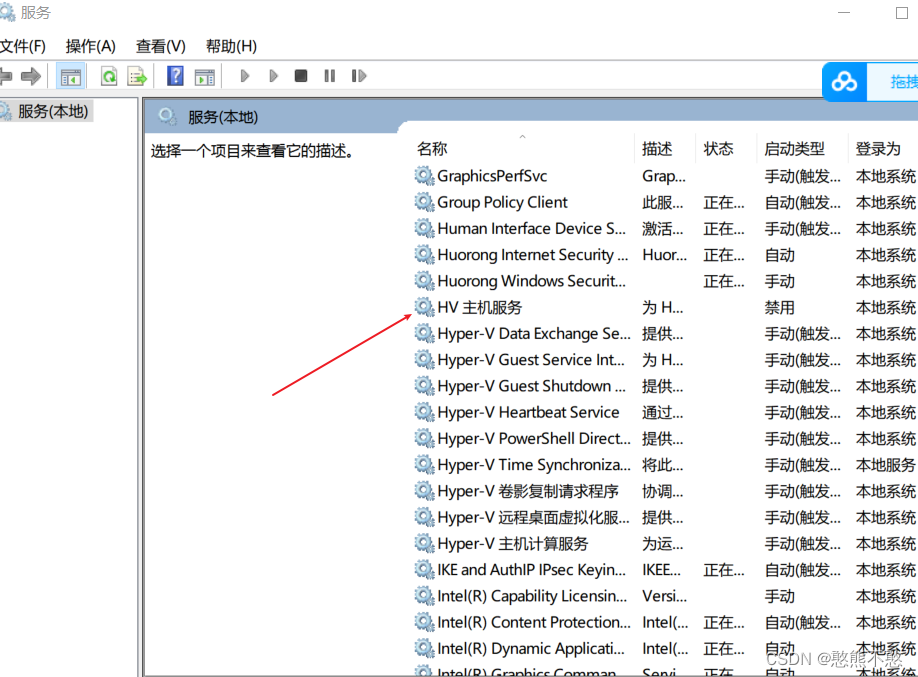 服务
文件(F) 操作(A) 查看(V) 帮助(H)
拖拽
服务(本地)
服务(本地)
选择一个项目来查看它的描述。
名称 描述 状态 启动类型 登录为
GraphicsPerfSvc Grap... 手动(触发... 本地系统
Group Policy Client 此服... 正在... 自动(触发... 本地系统
Human Interface Device S... 激活... 正在... 手动(触发... 本地系统
Huorong Internet Security ... Huor... 正在... 自动 本地系统
Huorong Windows Securit... 正在... 手动 本地系统
HV 主机服务 为 H... 禁用 本地系统
Hyper-V Data Exchange Se... 提供... 手动(触发... 本地系统
Hyper-V Guest Service Int... 为 H... 手动(触发... 本地系统
Hyper-V Guest Shutdown ... 提供... 手动(触发... 本地系统
Hyper-V Heartbeat Service 通过... 手动(触发... 本地系统
Hyper-V PowerShell Direct... 提供... 手动(触发... 本地系统
Hyper-V Time Synchroniza... 将此... 手动(触发... 本地服务
Hyper-V 卷影复制请求程序 协调... 手动(触发... 本地系统
Hyper-V 远程桌面虚拟化服... 提供... 手动(触发... 本地系统
Hyper-V 主机计算服务 为运... 手动(触发... 本地系统
IKE and AuthIP IPsec Keyin... IKEE... 正在... 自动(触发... 本地系统
Intel(R) Capability Licensin... Versi... 手动 本地系统
Intel(R) Content Protection... Intel(... 正在... 自动(触发... 本地系统
Intel(R) Dynamic Applicati... Intel(... 正在... 自动 本地系统
Intel(R) Graphics Comman... Servi... 正在... 自动 本地系统
CSDN @憨熊不憨